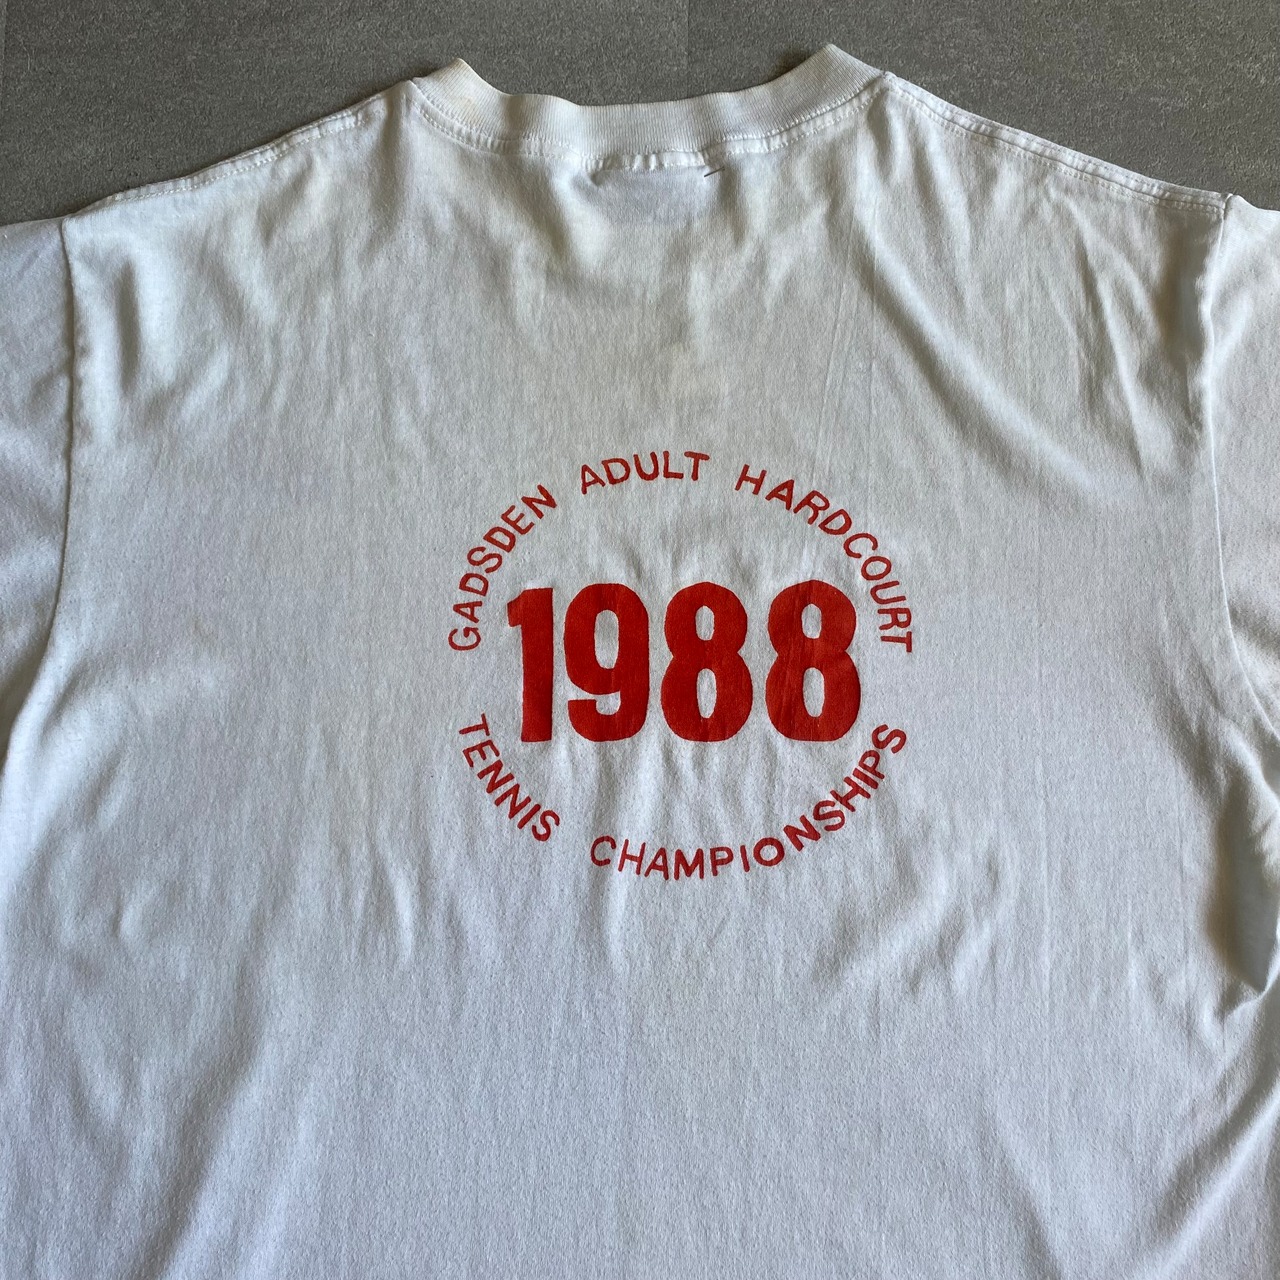 GADSDEN ADULT HARDCOURT
1988
TENNIS CHAMPIONSHIPS